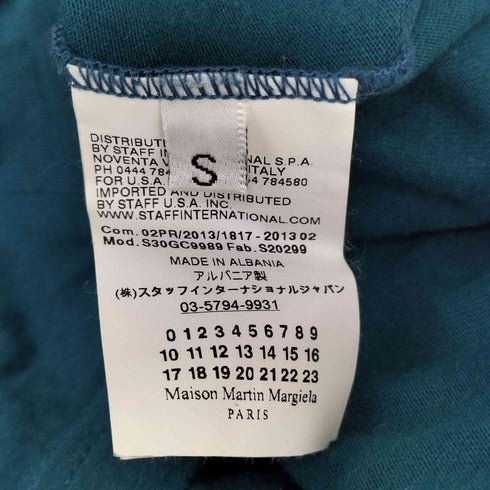 DISTRIBUT
BY STAFF IN NAL S.P.A.
NOVENTA V ITALY
PH 0444 784 784580
FOR U.S.A.
IMPORTED AND DISTRIBUTED
BY STAFF U.S.A. INC.
WWW.STAFFINTERNATIONAL.COM
S
Com. 02PR/2013/1817 - 2013 02
Mod. S30GC9989 Fab. S20299
MADE IN ALBANIA
アルバニア製
(株)スタッフインターナショナルジャパン
03-5794-9931
0 1 2 3 4 5 6 7 8 9
10 11 12 13 14 15 16
17 18 19 20 21 22 23
Maison Martin Margiela
PARIS